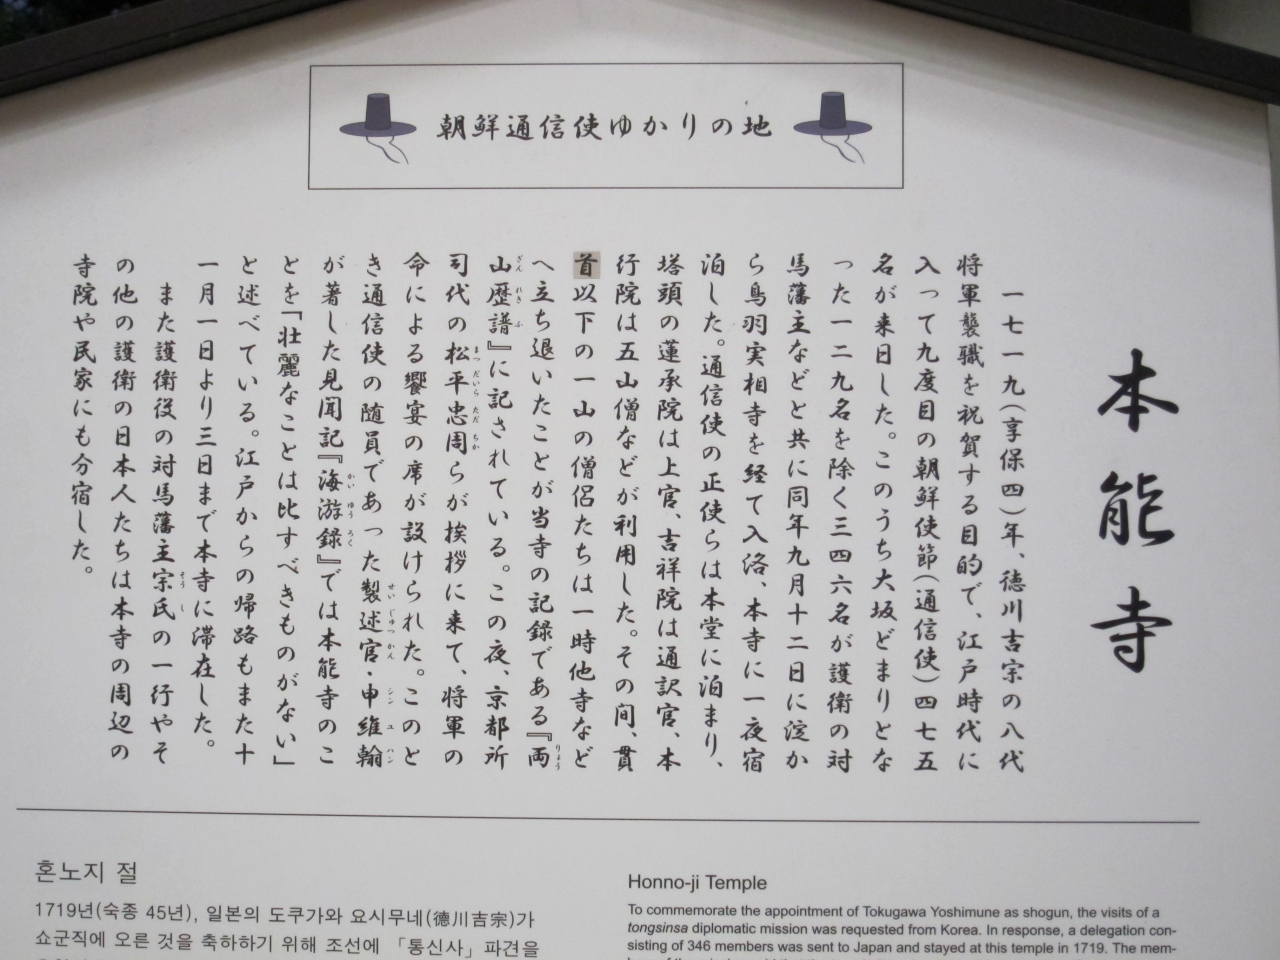 朝鮮通信使ゆかりの地
本能寺
一七一九(享保四)年、徳川吉宗の八代
将軍襲職を祝賀する目的で、江戸時代に
入って九度目の朝鮮使節(通信使)四七五
名が来日した。このうち大坂どまりとな
った一二九名を除く三四六名が護衛の対
馬藩主などと共に同年九月十二日に淀か
ら鳥羽実相寺を経て入洛、本寺に一夜宿
泊した。通信使の正使らは本堂に泊まり、
塔頭の蓮承院は上官、吉祥院は通訳官、本
行院は五山僧などが利用した。その間、貫
首以下の一山の僧侶たちは一時他寺など
へ立ち退いたことが当寺の記録である『両
山歴譜』に記されている。この夜、京都所
司代の松平忠周らが挨拶に来て、将軍の
命による饗宴の席が設けられた。このと
き通信使の随員であった製述官・申維翰
が著した見聞記『海游録』では本能寺のこ
とを「壮麗なことは比すべきものがない」
と述べている。江戸からの帰路もまた十
一月一日より三日まで本寺に滞在した。
また護衛役の対馬藩主宗氏の一行やそ
の他の護衛の日本人たちは本寺の周辺の
寺院や民家にも分宿した。
혼노지 절
1719년(숙종 45년), 일본의 도쿠가와 요시무네(德川吉宗)가
쇼군직에 오른 것을 축하하기 위해 조선에 「통신사」파견을
Honno-ji Temple
To commemorate the appointment of Tokugawa Yoshimune as shogun, the visits of a
tongsinsa diplomatic mission was requested from Korea. In response, a delegation con-
sisting of 346 members was sent to Japan and stayed at this temple in 1719. The mem-